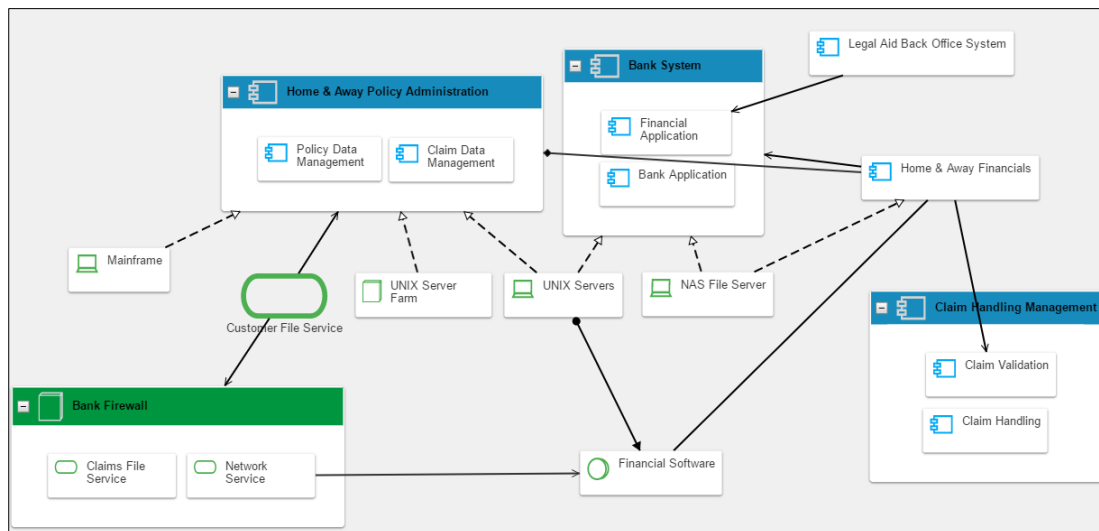 Legal Aid Back Office System
Bank System
Home & Away Policy Administration
Financial
Application
Policy Data
Management
Claim Data
Management
Bank Application
Home & Away Financials
Mainframe
UNIX Server
Farm
UNIX Servers
NAS File Server
Customer File Service
Claim Handling Management
Claim Validation
Bank Firewall
Claim Handling
Claims File
Service
Network
Service
Financial Software